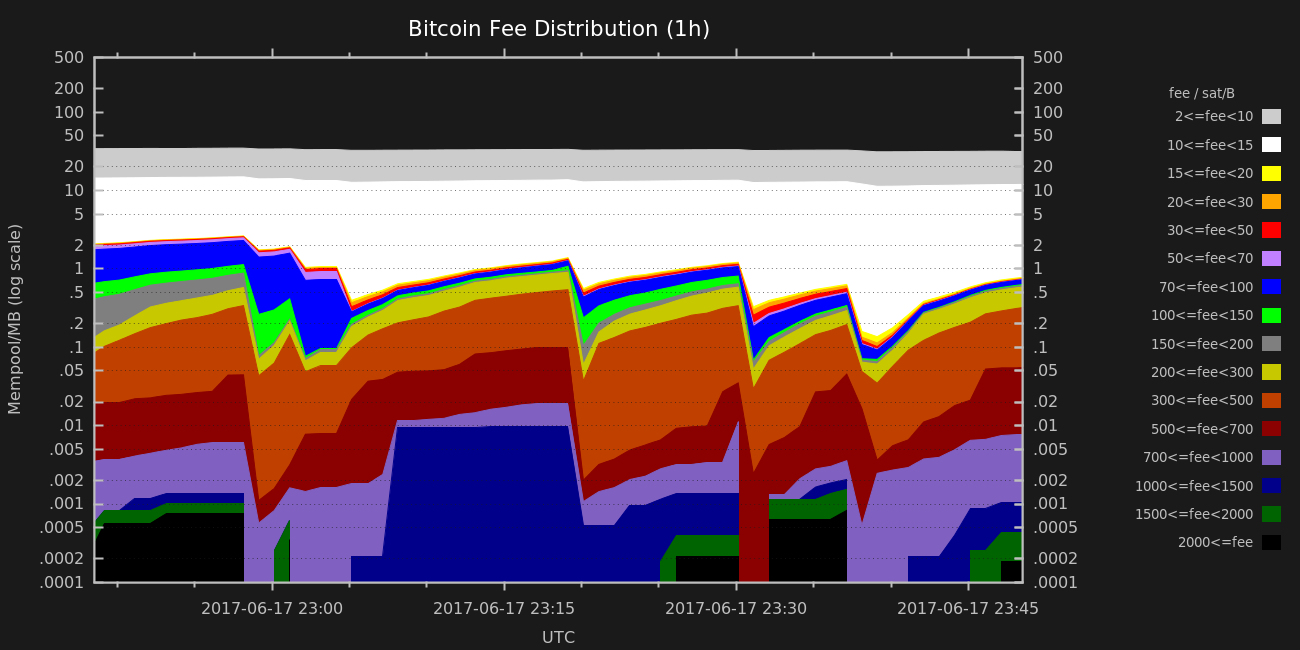 Bitcoin Fee Distribution (1h)
500
200
100
50
20
10
5
2
1
.5
.2
.1
.05
.02
.01
.005
.002
.001
.0005
.0002
.0001
Mempool/MB (log scale)
500
200
100
50
20
10
5
2
1
.5
.2
.1
.05
.02
.01
.005
.002
.001
.0005
.0002
.0001
2017-06-17 23:00 2017-06-17 23:15 2017-06-17 23:30 2017-06-17 23:45
UTC
fee / sat/B
2<=fee<10
10<=fee<15
15<=fee<20
20<=fee<30
30<=fee<50
50<=fee<70
70<=fee<100
100<=fee<150
150<=fee<200
200<=fee<300
300<=fee<500
500<=fee<700
700<=fee<1000
1000<=fee<1500
1500<=fee<2000
2000<=fee